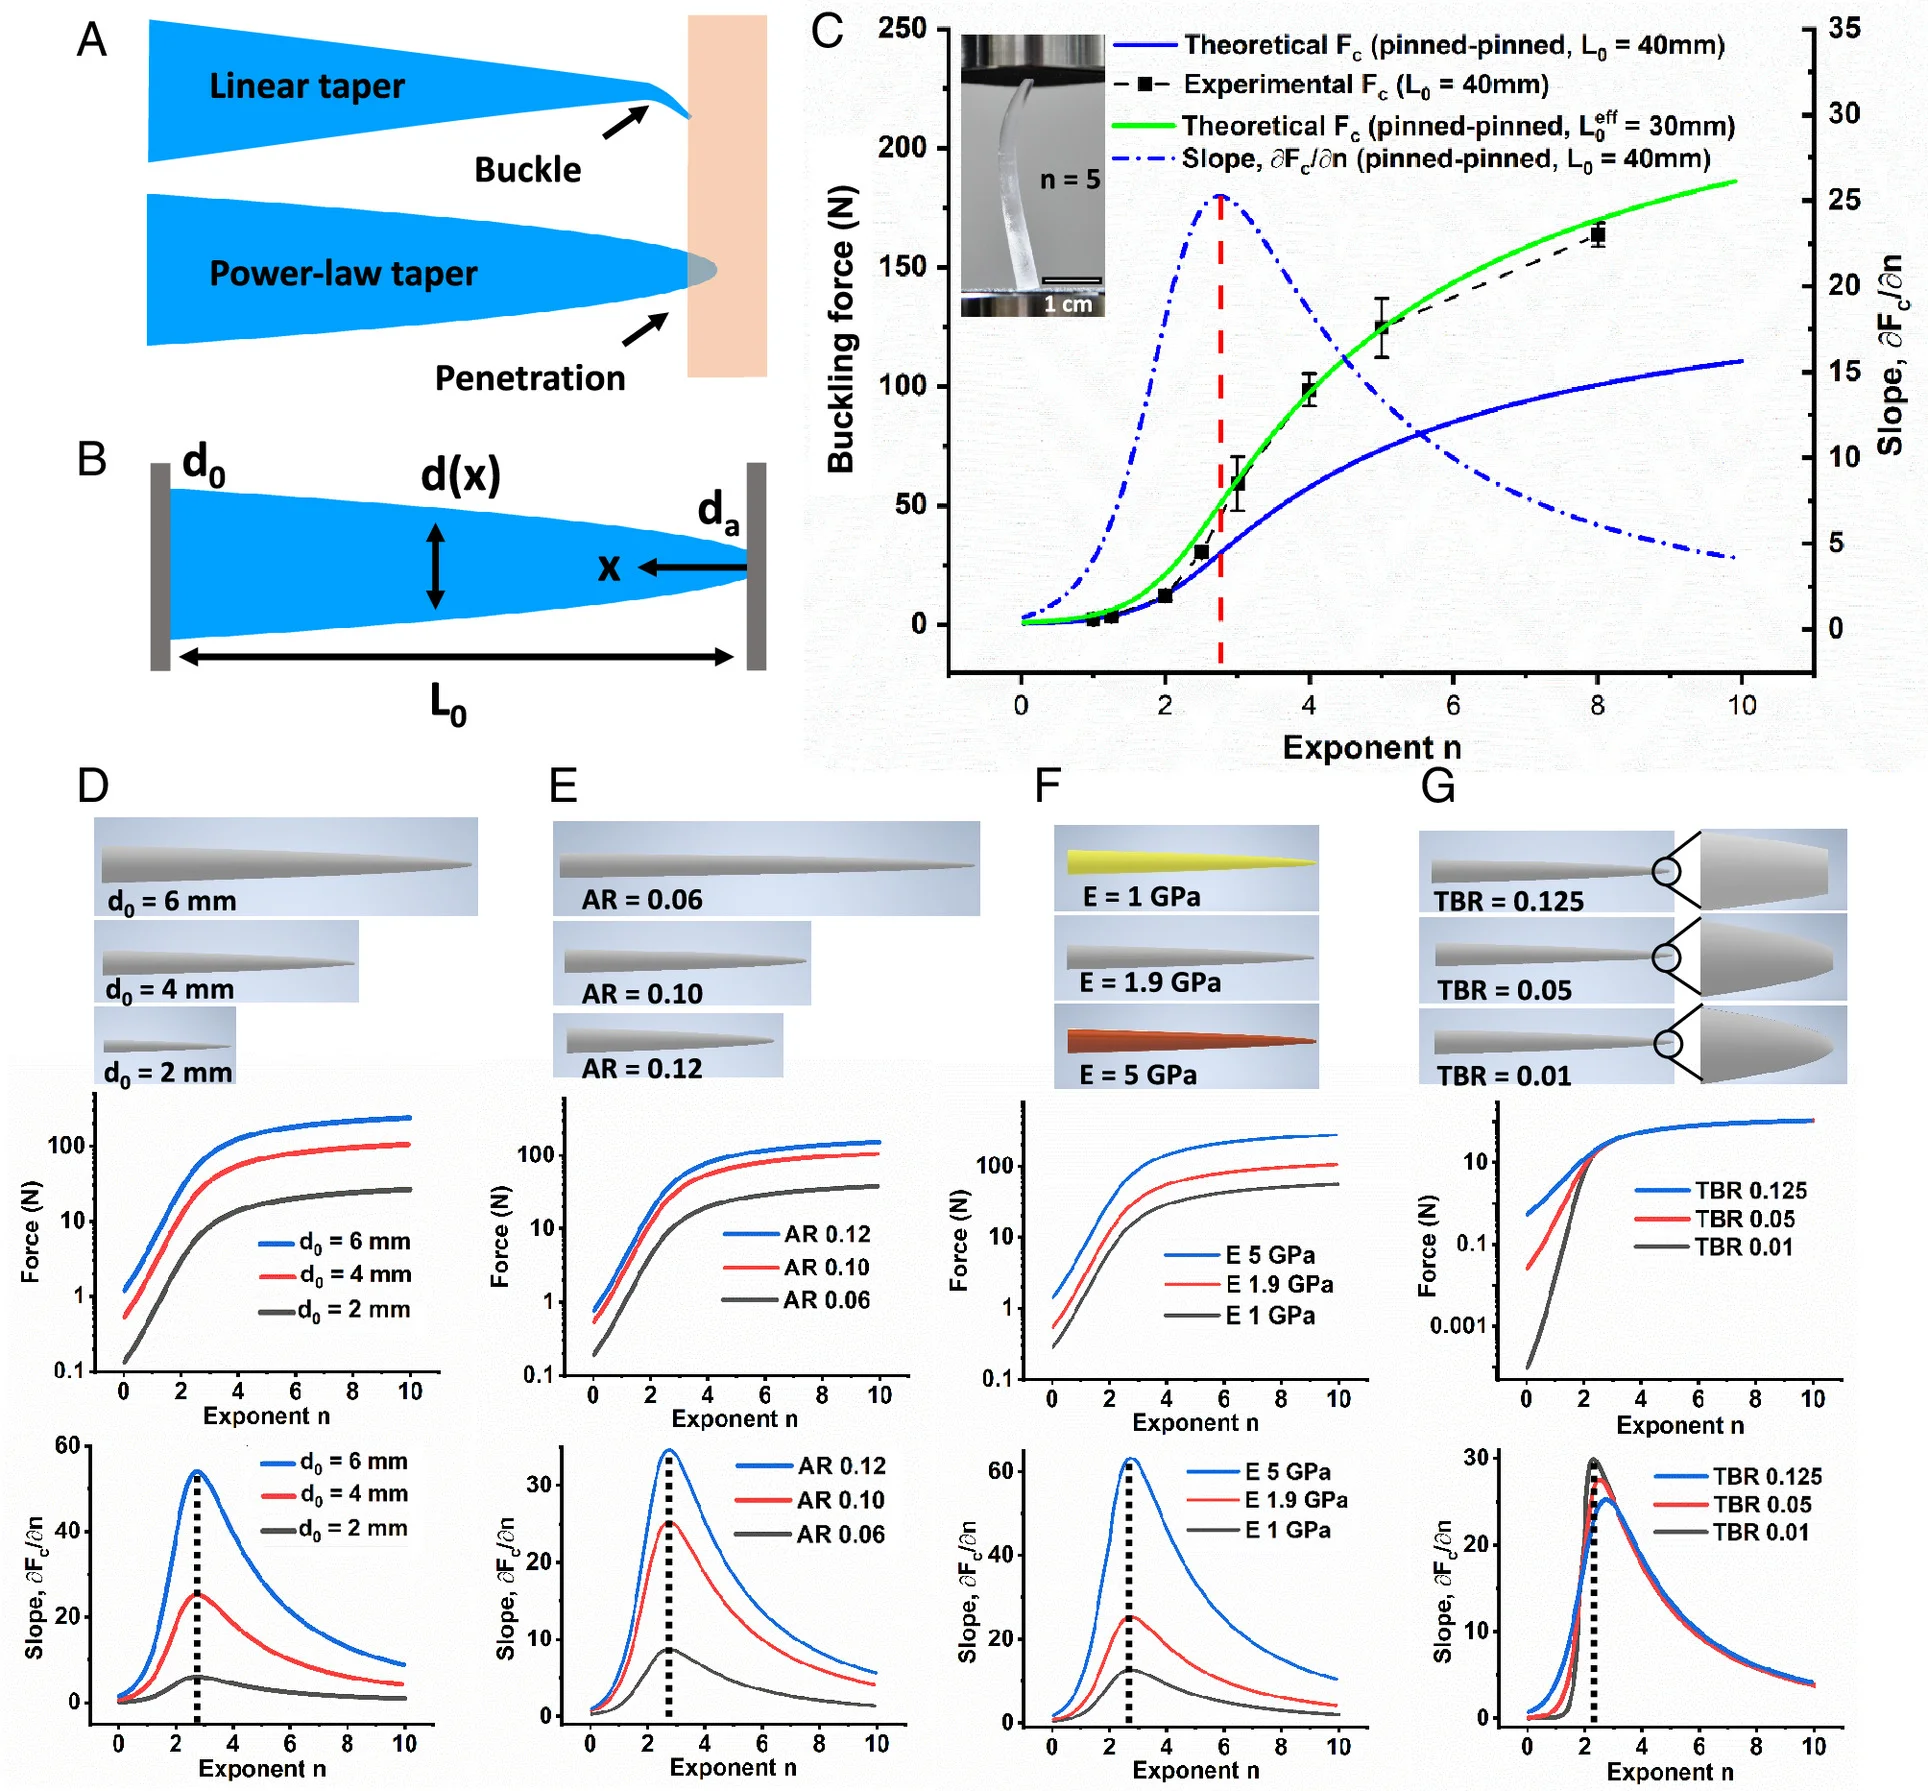 A
Linear taper
Buckle
Power-law taper
Penetration
B
d0
d(x)
da
x
L0
C
250
200
150
100
50
0
Buckling force (N)
Theoretical Fc (pinned-pinned, L0 = 40mm)
Experimental Fc (L0 = 40mm)
Theoretical Fc (pinned-pinned, L0eff = 30mm)
Slope, ∂Fc/∂n (pinned-pinned, L0 = 40mm)
n = 5
1 cm
35
30
25
20
15
10
5
0
Slope, ∂Fc/∂n
0 2 4 6 8 10
Exponent n
D
d0 = 6 mm
d0 = 4 mm
d0 = 2 mm
100
10
1
0.1
Force (N)
d0 = 6 mm
d0 = 4 mm
d0 = 2 mm
0 2 4 6 8 10
Exponent n
60
40
20
0
Slope, ∂Fc/∂n
d0 = 6 mm
d0 = 4 mm
d0 = 2 mm
0 2 4 6 8 10
Exponent n
E
AR = 0.06
AR = 0.10
AR = 0.12
100
10
1
0.1
Force (N)
AR 0.12
AR 0.10
AR 0.06
0 2 4 6 8 10
Exponent n
30
20
10
0
Slope, ∂Fc/∂n
AR 0.12
AR 0.10
AR 0.06
0 2 4 6 8 10
Exponent n
F
E = 1 GPa
E = 1.9 GPa
E = 5 GPa
100
10
1
0.1
Force (N)
E 5 GPa
E 1.9 GPa
E 1 GPa
0 2 4 6 8 10
Exponent n
60
40
20
0
Slope, ∂Fc/∂n
E 5 GPa
E 1.9 GPa
E 1 GPa
0 2 4 6 8 10
Exponent n
G
TBR = 0.125
TBR = 0.05
TBR = 0.01
10
0.1
0.001
Force (N)
TBR 0.125
TBR 0.05
TBR 0.01
0 2 4 6 8 10
Exponent n
30
20
10
0
Slope, ∂Fc/∂n
TBR 0.125
TBR 0.05
TBR 0.01
0 2 4 6 8 10
Exponent n